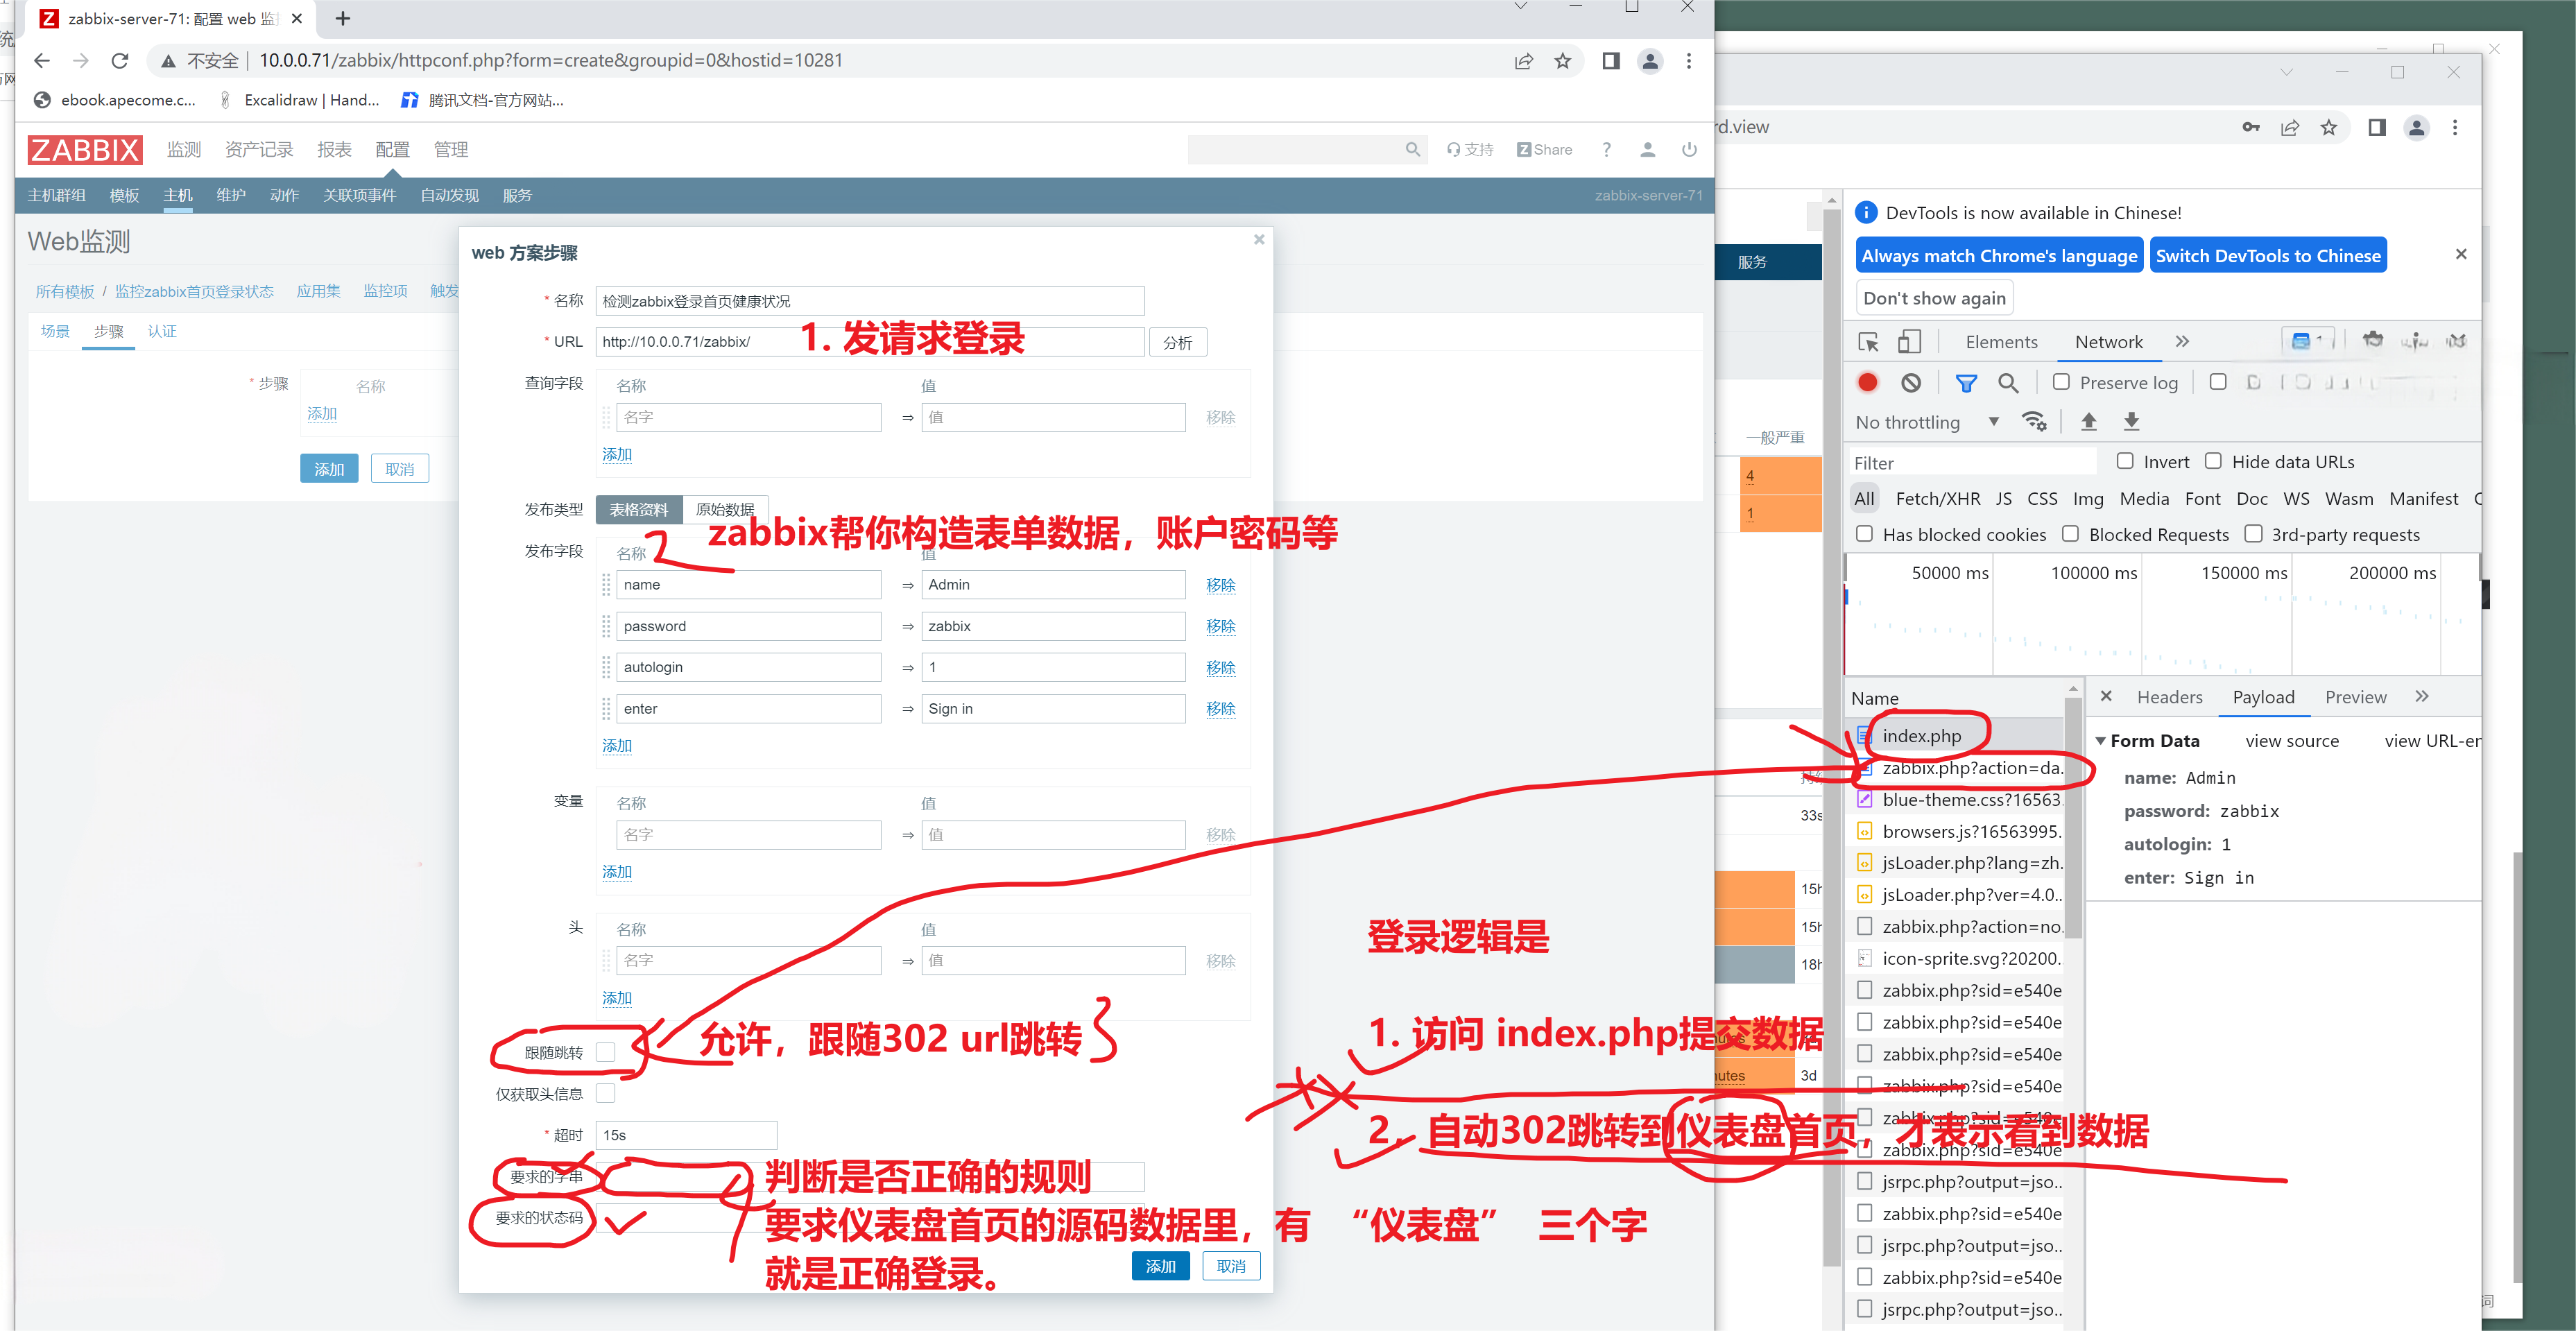 zabbix-server-71: 配置 web 监
不安全
10.0.0.71/zabbix/httpconf.php?form=create&groupid=0&hostid=10281
ebook.apecome.c...
Excalidraw | Hand...
腾讯文档-官方网站...
ZABBIX
监测
资产记录
报表
配置
管理
支持
Z Share
?
主机群组
模板
主机
维护
动作
关联项事件
自动发现
服务
zabbix-server-71
Web监测
所有模板 / 监控zabbix首页登录状态
应用集
监控项
触发
场景
步骤
认证
* 步骤
名称
添加
添加
取消
web 方案步骤
* 名称
检测zabbix登录首页健康状况
* URL
http://10.0.0.71/zabbix/
分析
1. 发请求登录
查询字段
名称
值
名字
⇒
值
移除
添加
发布类型
表格资料
原始数据
zabbix帮你构造表单数据，账户密码等
2
发布字段
名称
值
name
⇒
Admin
移除
password
⇒
zabbix
移除
autologin
⇒
1
移除
enter
⇒
Sign in
移除
添加
变量
名称
值
名字
⇒
值
移除
添加
头
名称
值
名字
⇒
值
移除
添加
跟随跳转
允许，跟随302 url跳转
仅获取头信息
* 超时
15s
要求的字串
判断是否正确的规则
要求的状态码
要求仪表盘首页的源码数据里，有 “仪表盘” 三个字
就是正确登录。
添加
取消
登录逻辑是
1. 访问 index.php提交数据
2，自动302跳转到仪表盘首页，才表示看到数据
rd.view
服务
一般严重
4
1
33s
15h
15h
18h
nutes
3d
DevTools is now available in Chinese!
Always match Chrome's language
Switch DevTools to Chinese
Don't show again
Elements
Network
Preserve log
No throttling
Filter
Invert
Hide data URLs
All
Fetch/XHR
JS
CSS
Img
Media
Font
Doc
WS
Wasm
Manifest
Has blocked cookies
Blocked Requests
3rd-party requests
50000 ms
100000 ms
150000 ms
200000 ms
Name
Headers
Payload
Preview
index.php
zabbix.php?action=da.
blue-theme.css?16563.
browsers.js?16563995.
jsLoader.php?lang=zh.
jsLoader.php?ver=4.0..
zabbix.php?action=no.
icon-sprite.svg?20200.
zabbix.php?sid=e540e
zabbix.php?sid=e540e
zabbix.php?sid=e540e
zabbix.php?sid=e540e
zabbix.php?sid=e540e
zabbix.php?sid=e540e
jsrpc.php?output=jso..
zabbix.php?sid=e540e
jsrpc.php?output=jso..
zabbix.php?sid=e540e
jsrpc.php?output=jso..
Form Data
view source
view URL-er
name: Admin
password: zabbix
autologin: 1
enter: Sign in